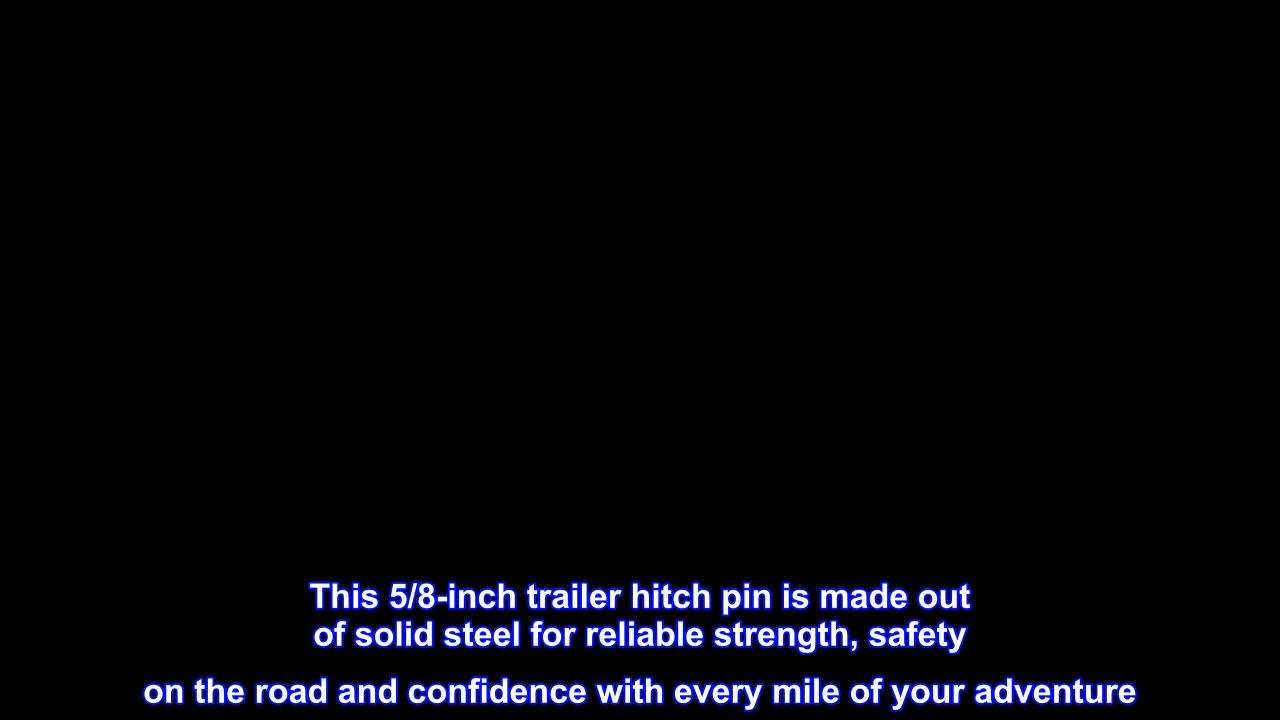 This 5/8-inch trailer hitch pin is made out
of solid steel for reliable strength, safety
on the road and confidence with every mile of your adventure